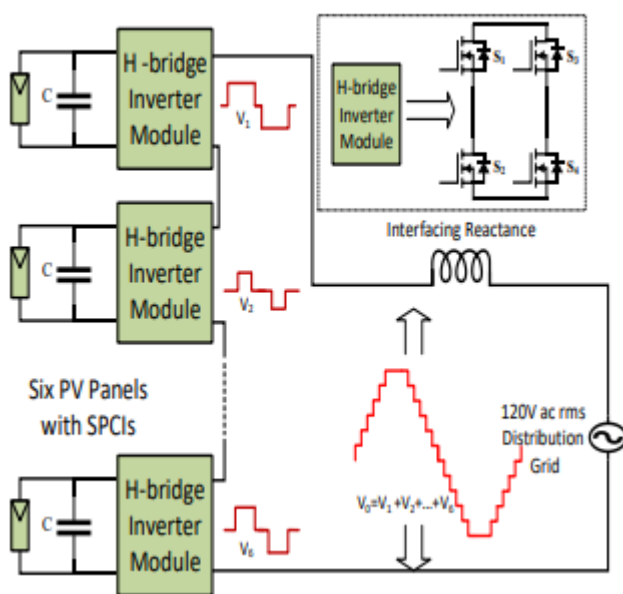 C
H -bridge
Inverter
Module
V₁
H-bridge
Inverter
Module
S₁
S₃
S₂
S₄
C
H-bridge
Inverter
Module
V₂
Interfacing Reactance
Six PV Panels
with SPCIs
120V ac rms
Distribution
Grid
C
H-bridge
Inverter
Module
V₆
V₀=V₁+V₂+...+V₆